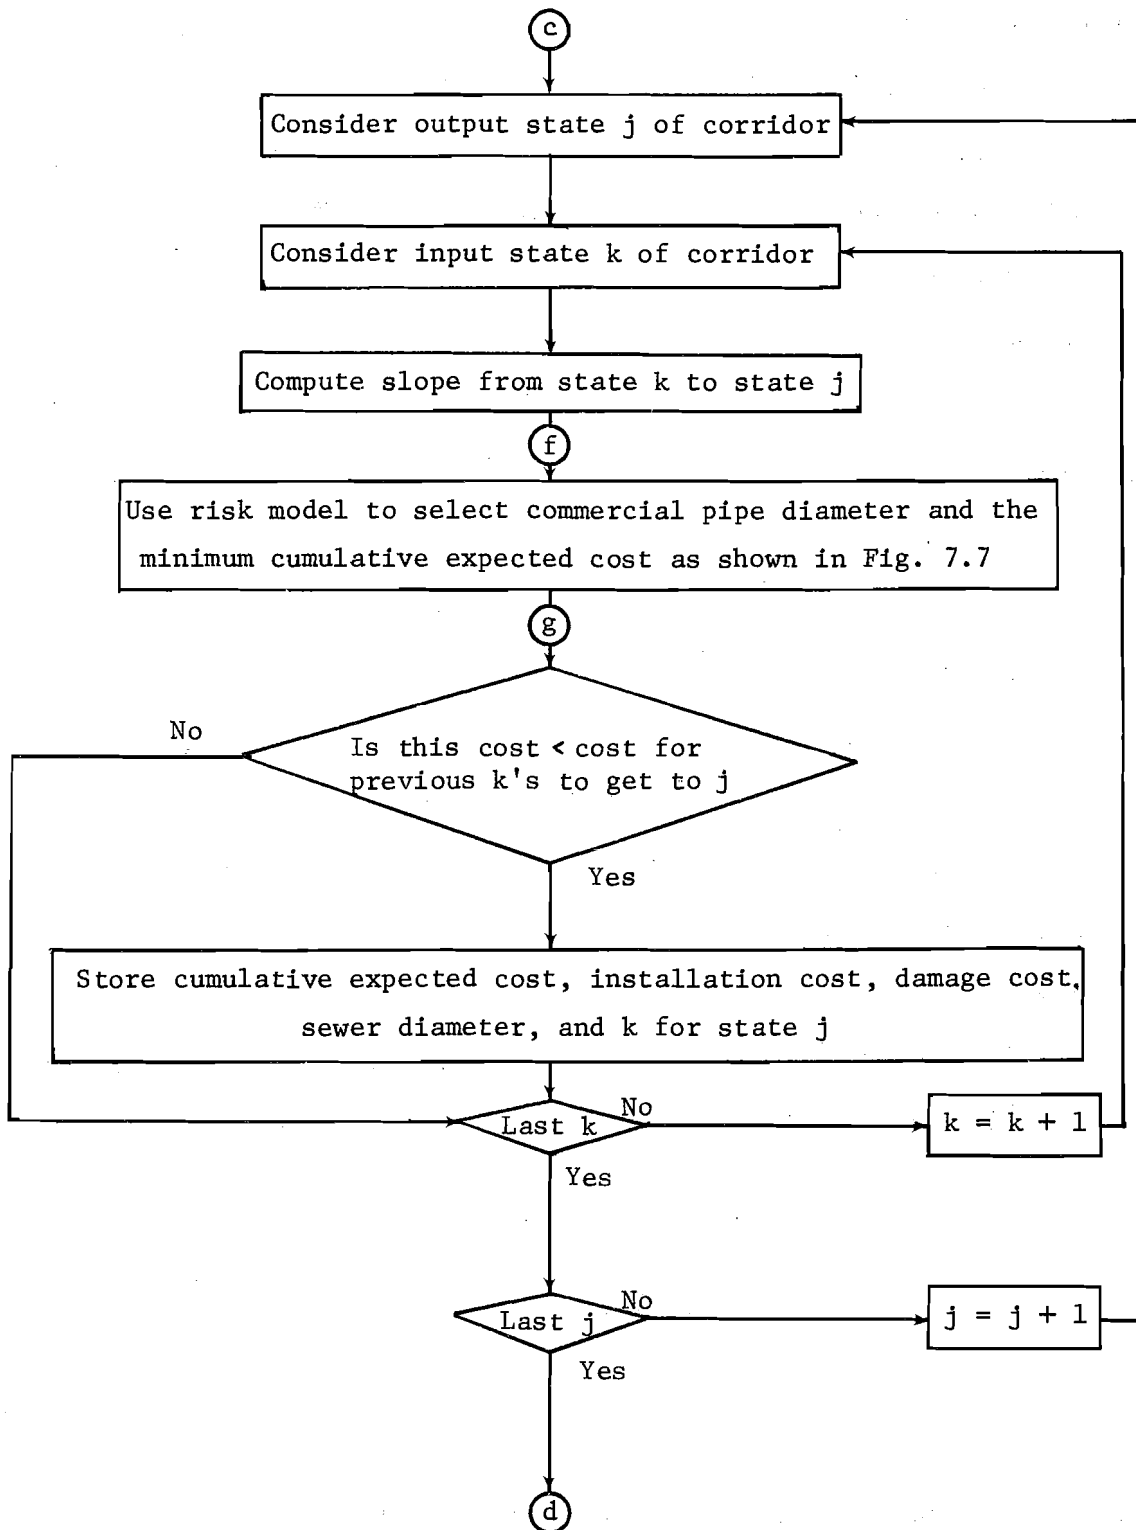 c
Consider output state j of corridor
Consider input state k of corridor
Compute slope from state k to state j
f
Use risk model to select commercial pipe diameter and the
minimum cumulative expected cost as shown in Fig. 7.7
g
No
Is this cost < cost for
previous k's to get to j
Yes
Store cumulative expected cost, installation cost, damage cost,
sewer diameter, and k for state j
Last k
No
k = k + 1
Yes
Last j
No
j = j + 1
Yes
d